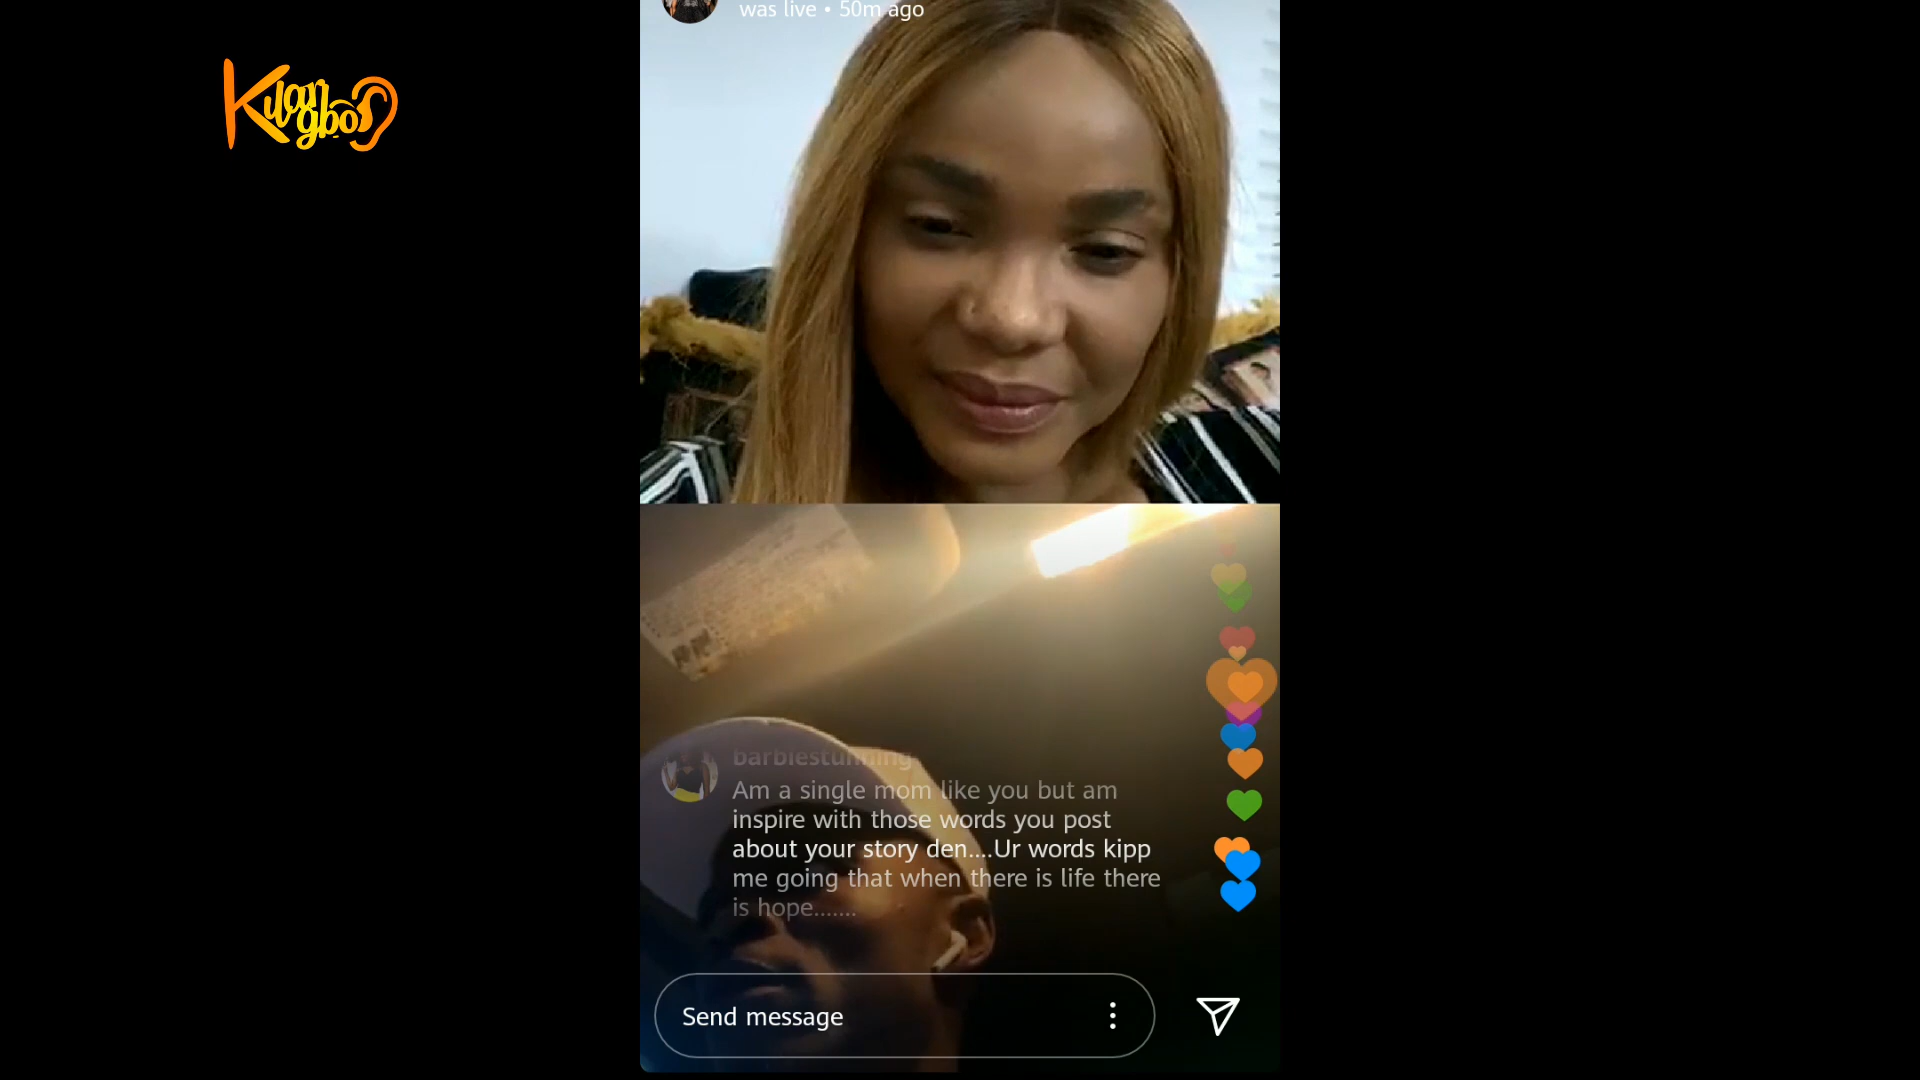 was live • 50m ago
barbiestunning
Am a single mom like you but am
inspire with those words you post
about your story den....Ur words kipp
me going that when there is life there
is hope.......
Send message